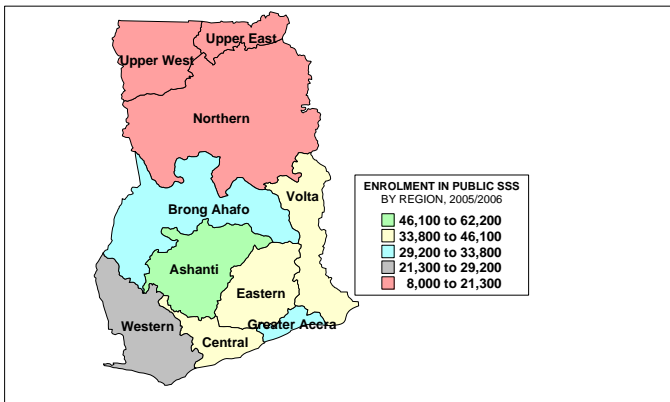 Upper East
Upper West
Northern
Volta
Brong Ahafo
Ashanti
Eastern
Western
Greater Accra
Central
ENROLMENT IN PUBLIC SSS
BY REGION, 2005/2006
46,100 to 62,200
33,800 to 46,100
29,200 to 33,800
21,300 to 29,200
8,000 to 21,300